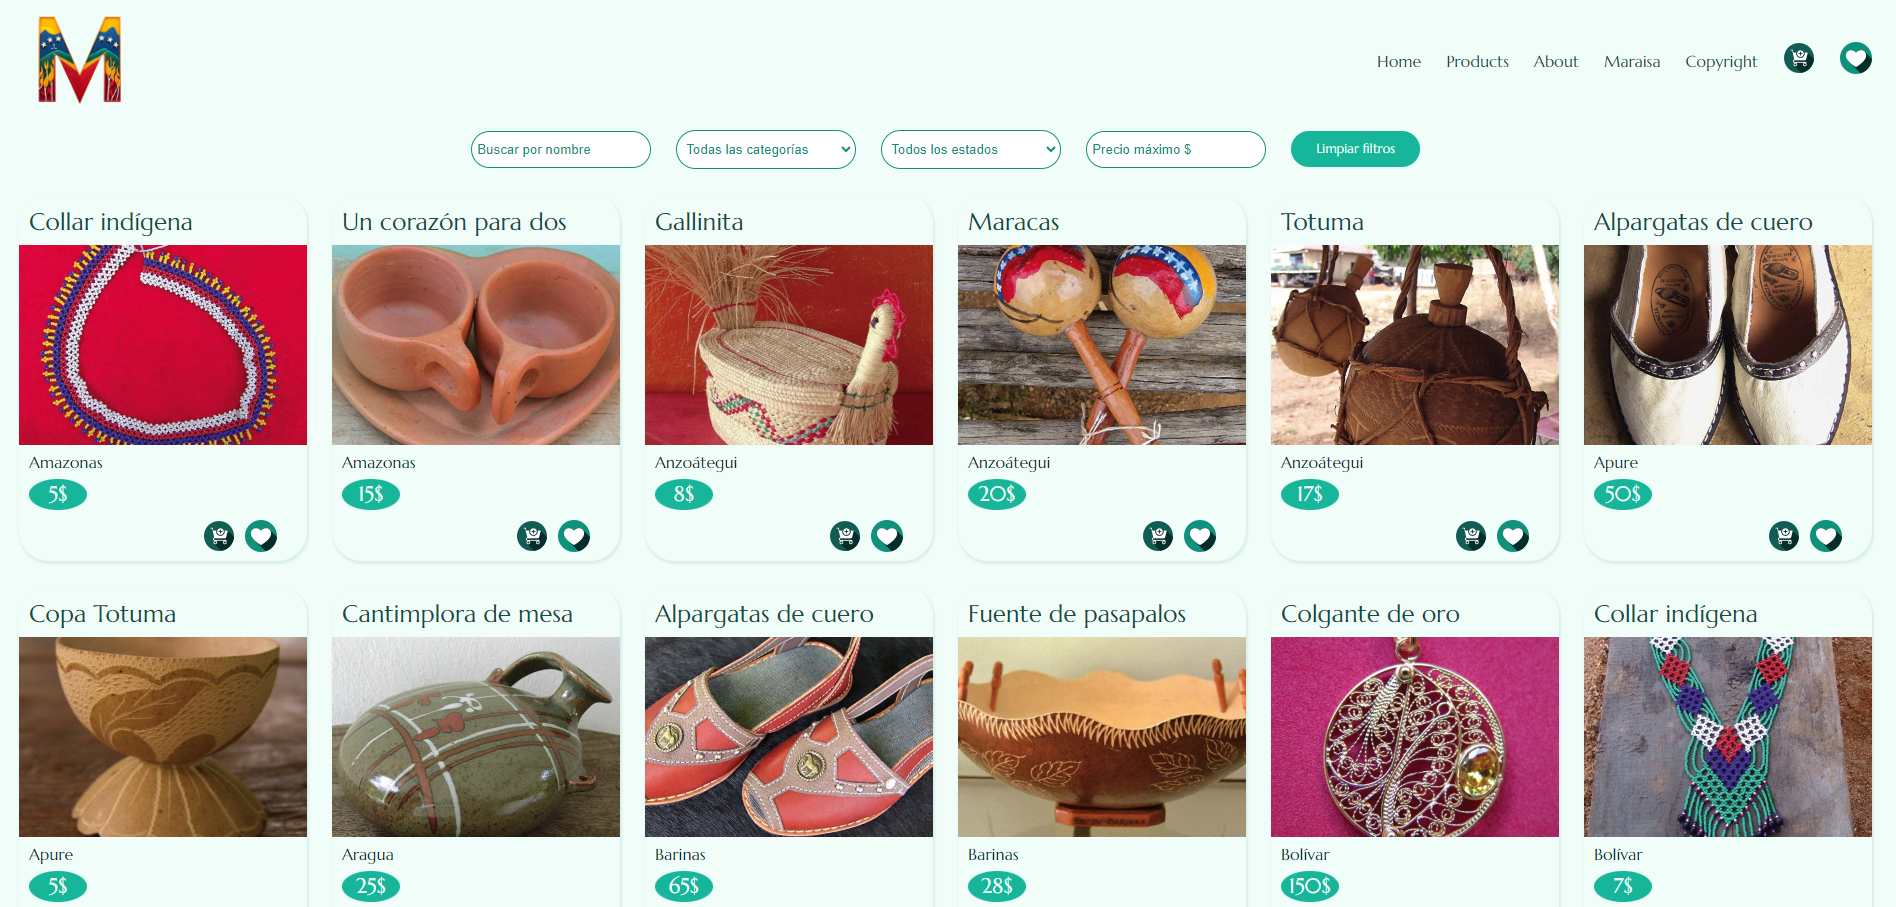 M
Home Products About Maraisa Copyright
Buscar por nombre
Todas las categorías
Todos los estados
Precio máximo $
Limpiar filtros
Collar indígena
Amazonas
5$
Un corazón para dos
Amazonas
15$
Gallinita
Anzoátegui
8$
Maracas
Anzoátegui
20$
Totuma
Anzoátegui
17$
Alpargatas de cuero
Apure
50$
Copa Totuma
Apure
5$
Cantimplora de mesa
Aragua
25$
Alpargatas de cuero
Barinas
65$
Fuente de pasapalos
Barinas
28$
Colgante de oro
Bolívar
150$
Collar indígena
Bolívar
7$